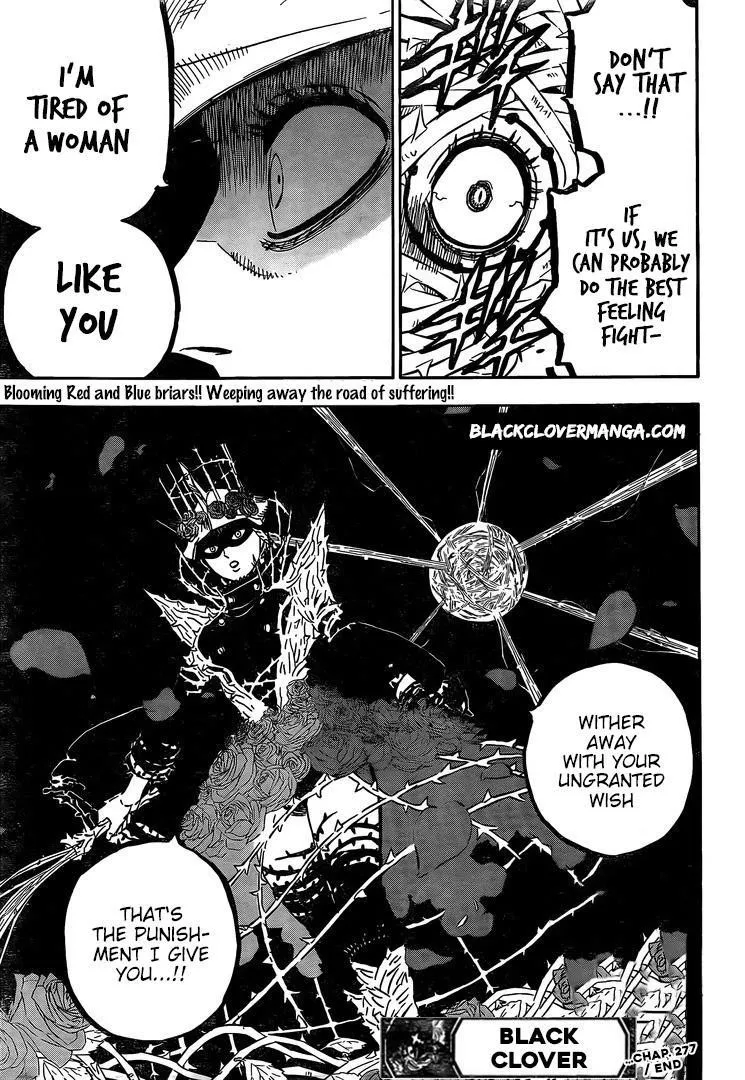 DON'T
SAY THAT
...!!
IF
IT'S US, WE
CAN PROBABLY
DO THE BEST
FEELING
FIGHT-
I'M
TIRED OF
A WOMAN
LIKE
YOU
Blooming Red and Blue briars!! Weeping away the road of suffering!!
BLACKCLOVERMANGA.COM
WITHER
AWAY
WITH YOUR
UNGRANTED
WISH
THAT'S
THE PUNISH-
MENT I GIVE
YOU...!!
BLACK
CLOVER
...CHAP. 277
/ END